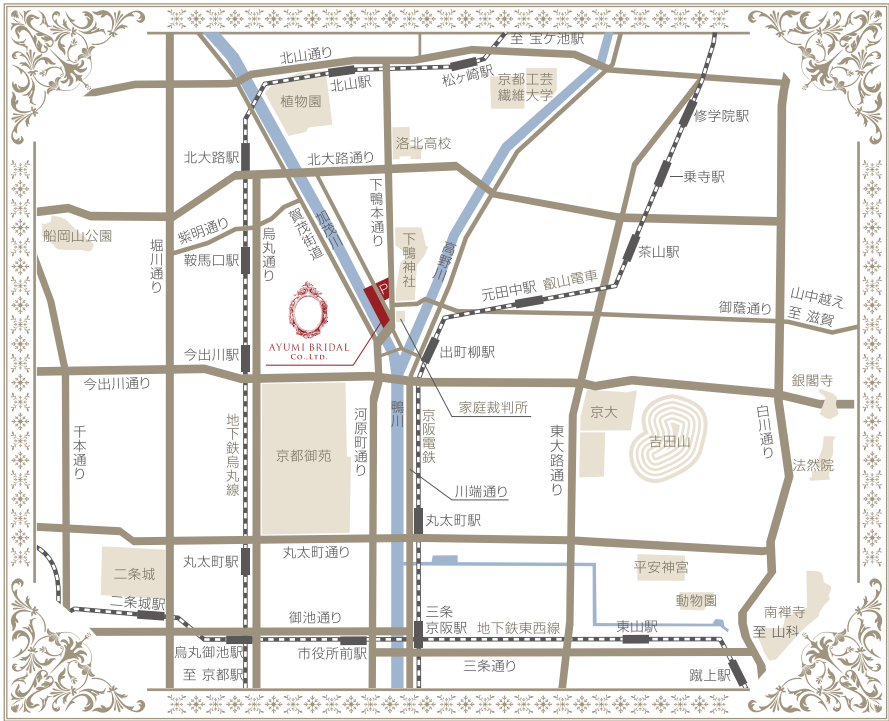 至 宝ケ池駅
北山通り
北山駅
松ヶ崎駅
京都工芸
繊維大学
植物園
修学院駅
洛北高校
北大路駅
北大路通り
一乗寺駅
下鴨本通り
賀茂街道
加茂川
紫明通り
烏丸通り
堀川通り
船岡山公園
鞍馬口駅
下鴨神社
高野川
茶山駅
元田中駅
叡山電車
P
御蔭通り
山中越え
至 滋賀
AYUMI BRIDAL
Co.,LTD.
今出川駅
出町柳駅
今出川通り
銀閣寺
家庭裁判所
鴨川
京阪電鉄
河原町通り
京大
吉田山
白川通り
千本通り
地下鉄烏丸線
京都御苑
東大路通り
法然院
川端通り
丸太町駅
丸太町駅
丸太町通り
二条城
平安神宮
二条城駅
動物園
御池通り
三条
京阪駅
地下鉄東西線
東山駅
南禅寺
至 山科
烏丸御池駅
市役所前駅
至 京都駅
三条通り
蹴上駅